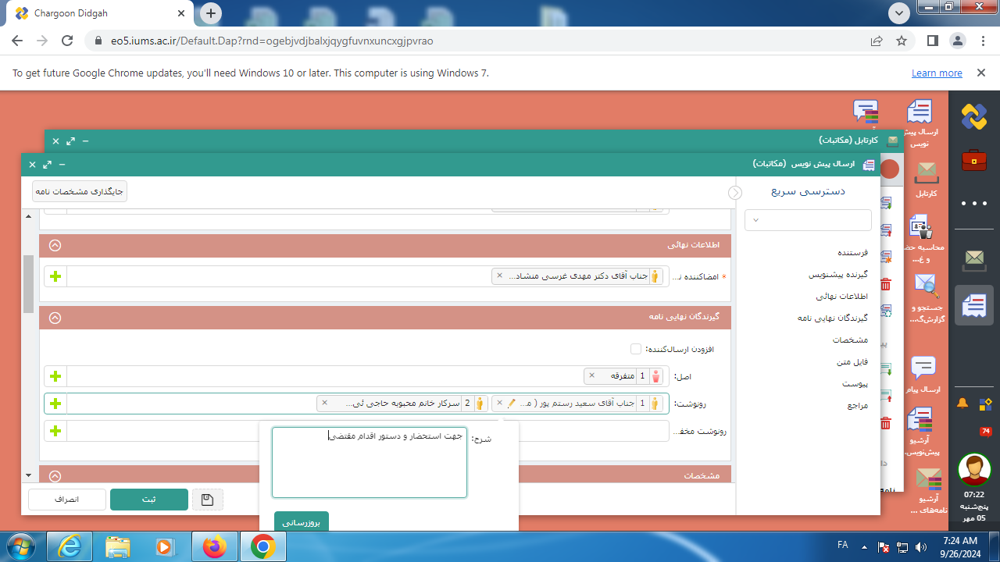 Chargoon Didgah
eo5.iums.ac.ir/Default.Dap?rnd=ogebjvdjbalxjqygfuvnxuncxgjpvrao
To get future Google Chrome updates, you'll need Windows 10 or later. This computer is using Windows 7.
Learn more
ارسال پیش نویس
کارتابل
محاسبه حض... و غ...
جستجو و گزارش‌گ...
ارسال پیام
آرشیو پیش‌نویس...
آرشیو نامه‌های ...
کارتابل (مکاتبات)
ارسال پیش نویس (مکاتبات)
جایگذاری مشخصات نامه
دسترسی سریع
فرستنده
گیرنده پیشنویس
اطلاعات نهائی
گیرندگان نهایی نامه
مشخصات
فایل متن
پیوست
مراجع
اطلاعات نهائی
* امضاکننده ن...
جناب آقای دکتر مهدی غرسی منشاد... ×
گیرندگان نهایی نامه
افزودن ارسال‌کننده:
اصل:
1 متفرقه ×
رونوشت:
1 جناب آقای سعید رستم پور ( م... ×
2 سرکار خانم محبوبه حاجی ئی... ×
رونوشت مخف...
شرح:
جهت استحضار و دستور اقدام مقتضی
بروزرسانی
مشخصات
ثبت
انصراف
74
07:22
پنج‌شنبه
05 مهر
FA
7:24 AM
9/26/2024